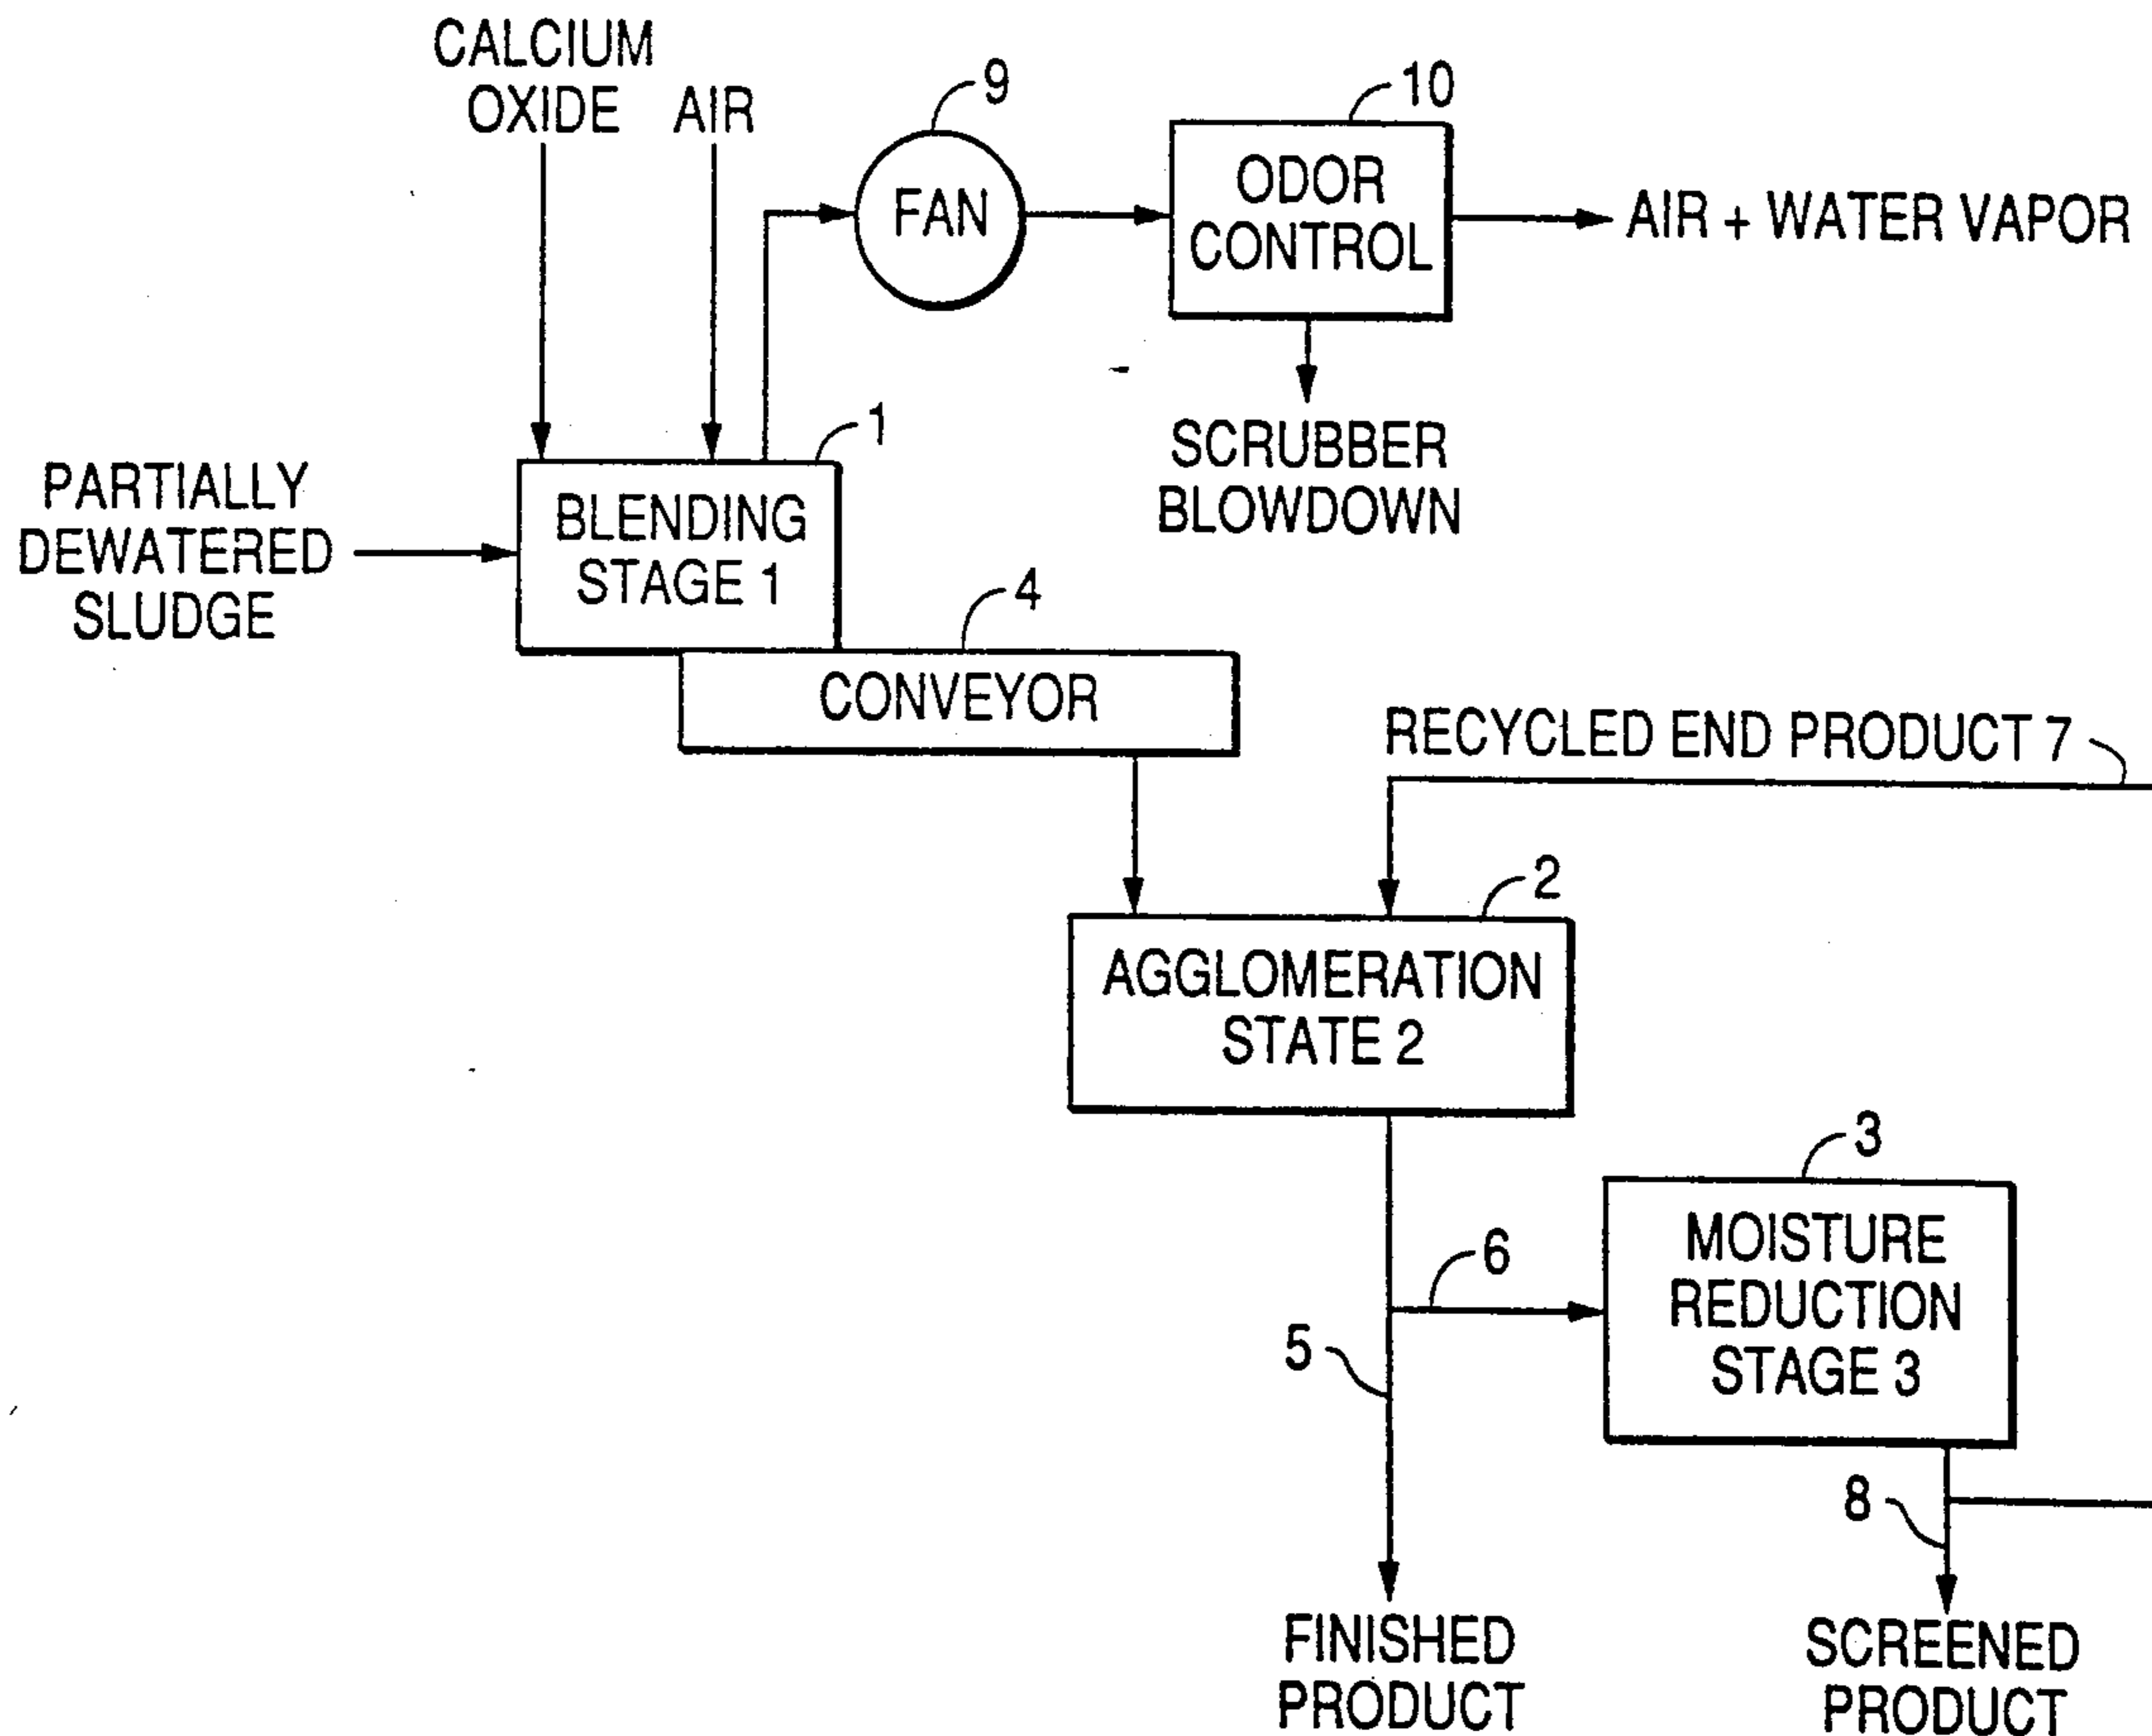 CALCIUM
OXIDE
AIR
9
FAN
10
ODOR
CONTROL
AIR + WATER VAPOR
SCRUBBER
BLOWDOWN
PARTIALLY
DEWATERED
SLUDGE
1
BLENDING
STAGE 1
4
CONVEYOR
RECYCLED END PRODUCT 7
2
AGGLOMERATION
STATE 2
3
MOISTURE
REDUCTION
STAGE 3
6
5
8
FINISHED
PRODUCT
SCREENED
PRODUCT